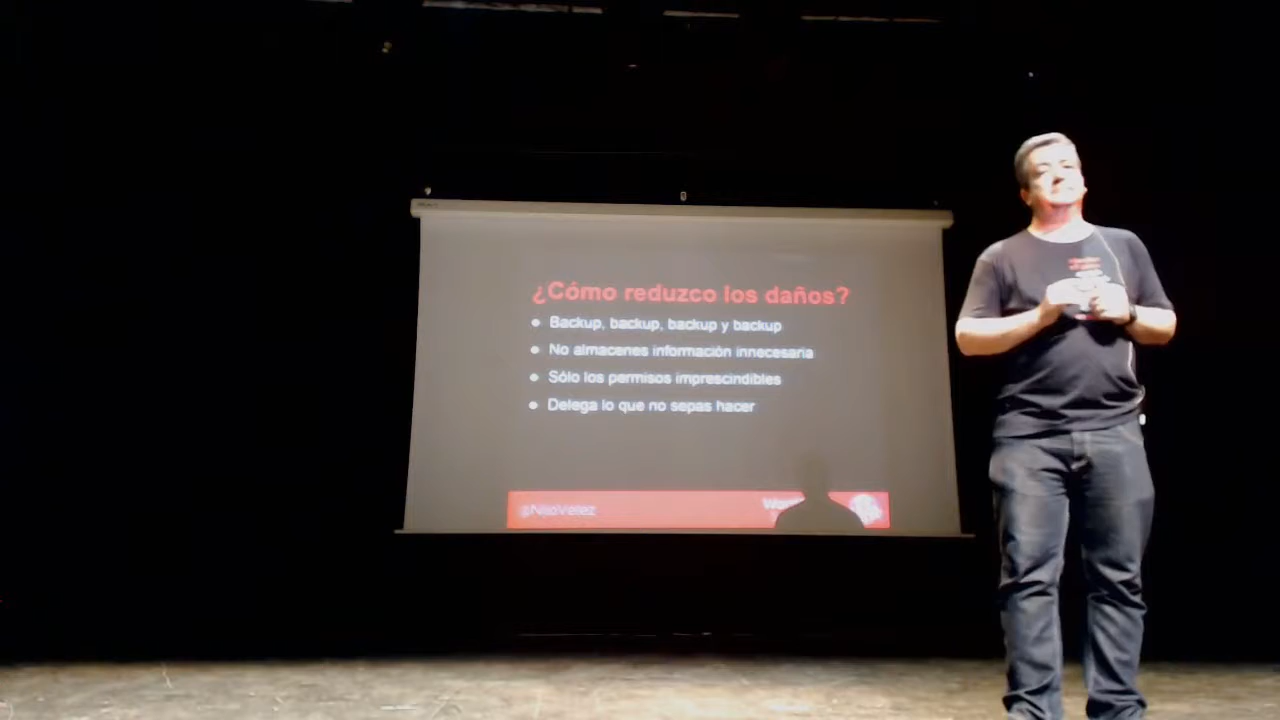 ¿Cómo reduzco los daños?
Backup, backup, backup y backup
No almacenes información innecesaria
Sólo los permisos imprescindibles
Delega lo que no sepas hacer
@NiloVelez